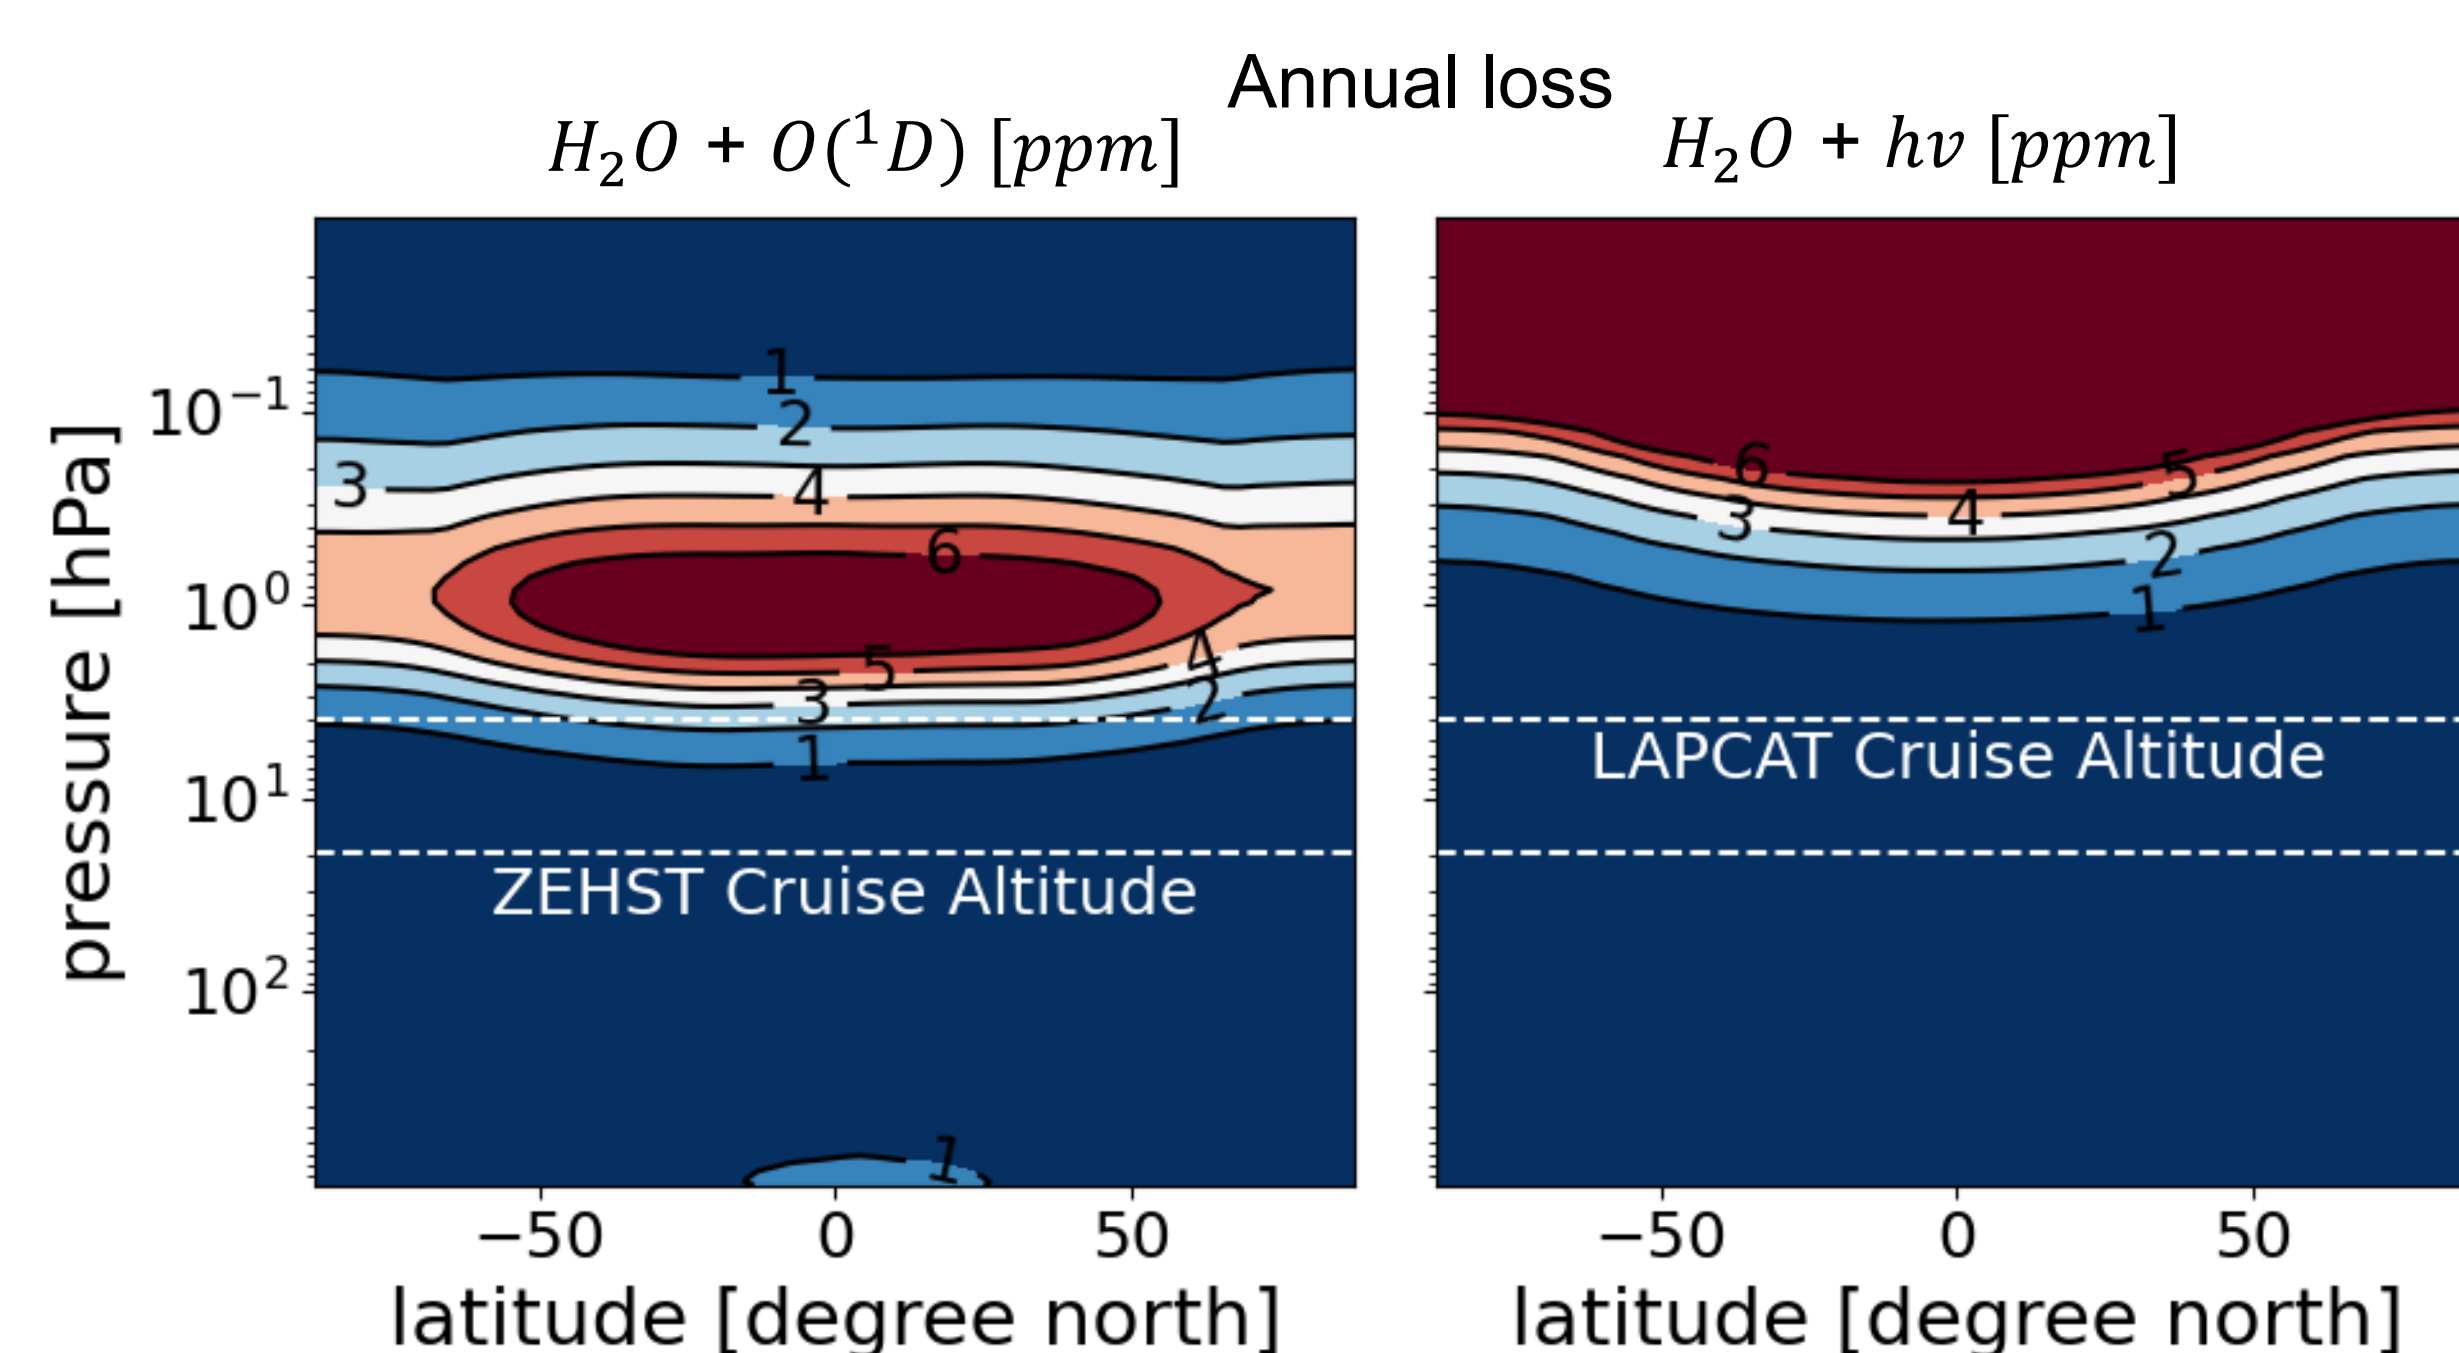 Annual loss
H₂O + O(¹D) [ppm]
H₂O + hν [ppm]
pressure [hPa]
10⁻¹
10⁰
10¹
10²
1
2
3
4
6
5
4
3
2
1
ZEHST Cruise Altitude
1
−50 0 50
latitude [degree north]
6
5
3
4
2
1
LAPCAT Cruise Altitude
−50 0 50
latitude [degree north]